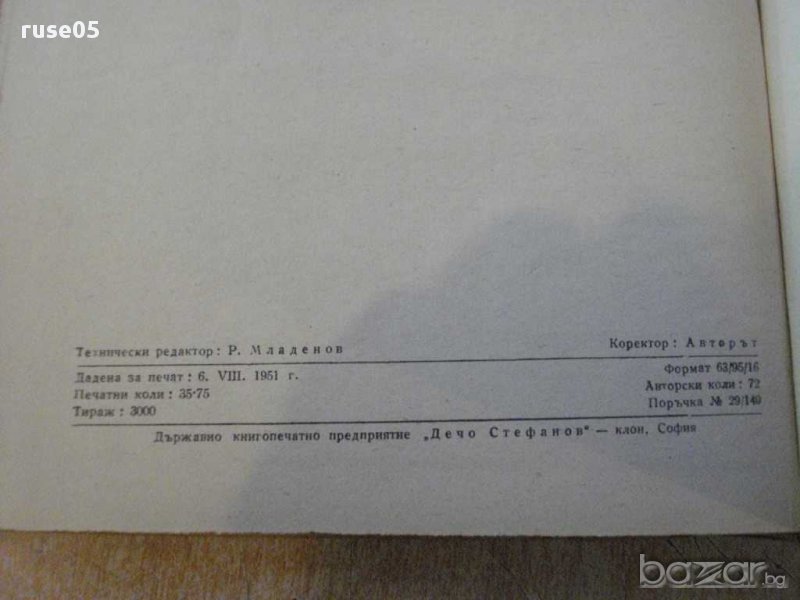 ruse05
Технически редактор: Р. Младенов
Коректор: Авторът
Дадена за печат: 6. VIII. 1951 г.
Формат 63/95/16
Печатни коли: 35·75
Авторски коли: 72
Тираж: 3000
Поръчка № 29/149
Държавно книгопечатно предприятие „Дечо Стефанов“ — клон, София
bazar.bg